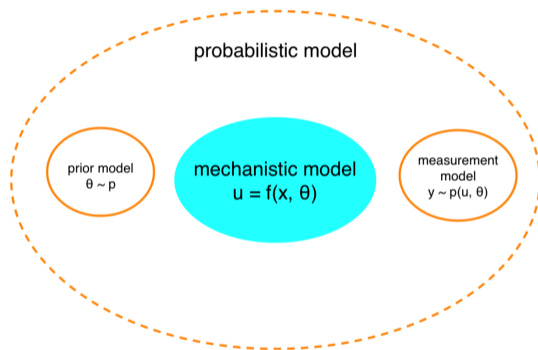 probabilistic model
prior model
θ ~ p
mechanistic model
u = f(x, θ)
measurement
model
y ~ p(u, θ)